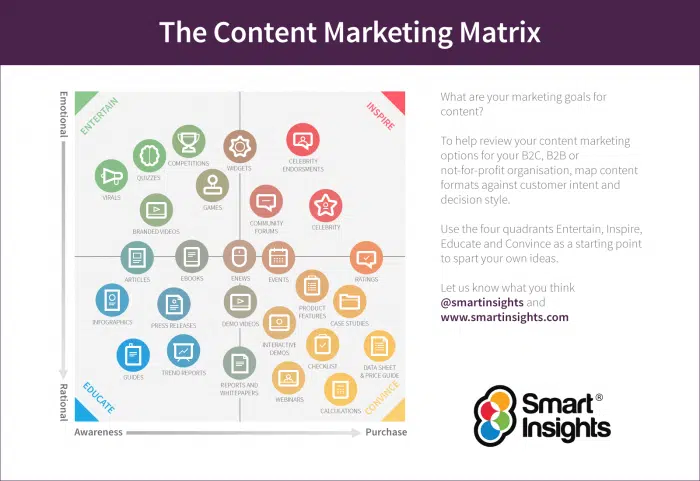 The Content Marketing Matrix
Emotional
ENTERTAIN
INSPIRE
COMPETITIONS
QUIZZES
WIDGETS
CELEBRITY
ENDORSMENTS
VIRALS
GAMES
BRANDED VIDEOS
COMMUNITY
FORUMS
CELEBRITY
ARTICLES
EBOOKS
ENEWS
EVENTS
RATINGS
INFOGRAPHICS
PRESS RELEASES
DEMO VIDEOS
PRODUCT
FEATURES
CASE STUDIES
INTERACTIVE
DEMOS
GUIDES
TREND REPORTS
REPORTS AND
WHITEPAPERS
CHECKLIST
DATA SHEET
& PRICE GUIDE
WEBINARS
CALCULATIONS
EDUCATE
CONVINCE
Rational
Awareness
Purchase
What are your marketing goals for
content?
To help review your content marketing
options for your B2C, B2B or
not-for-profit organisation, map content
formats against customer intent and
decision style.
Use the four quadrants Entertain, Inspire,
Educate and Convince as a starting point
to spart your own ideas.
Let us know what you think
@smartinsights and
www.smartinsights.com
Smart ®
Insights